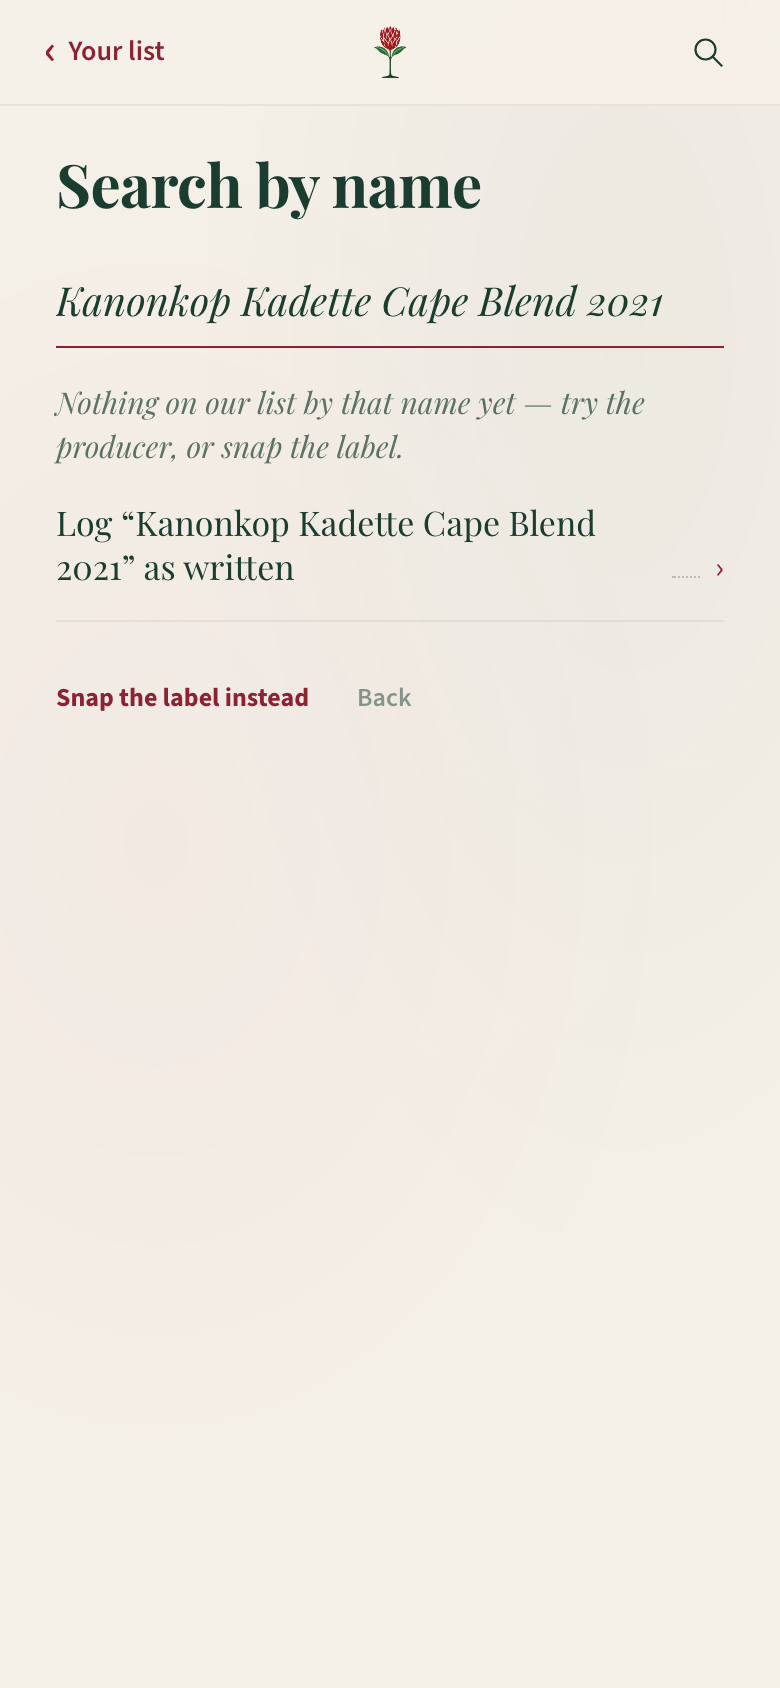 Your list
Search by name
Kanonkop Kadette Cape Blend 2021
Nothing on our list by that name yet — try the
producer, or snap the label.
Log “Kanonkop Kadette Cape Blend
2021” as written
Snap the label instead
Back